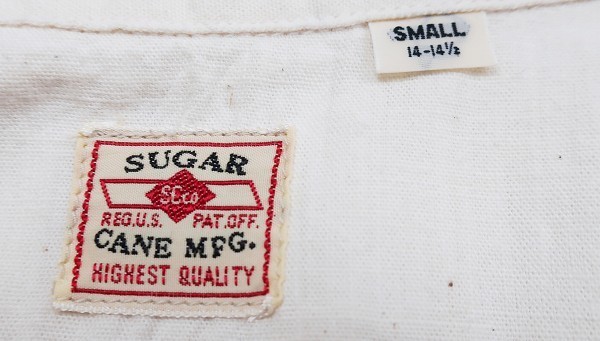 SMALL
14-14½
SUGAR
SCCO
REG.U.S. PAT.OFF.
CANE MFG.
HIGHEST QUALITY